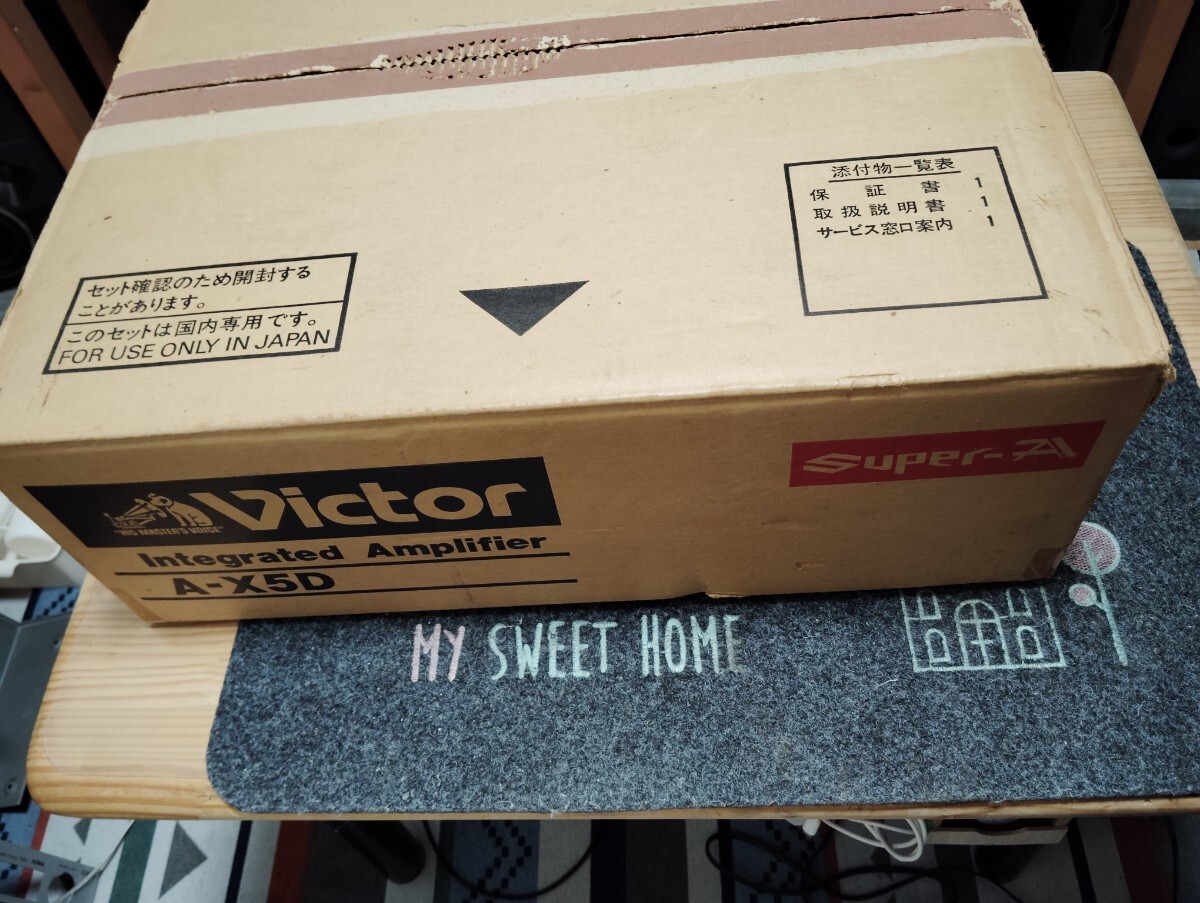 添付物一覧表
保証書 1
取扱説明書 1
サービス窓口案内 1
セット確認のため開封する
ことがあります。
このセットは国内専用です。
FOR USE ONLY IN JAPAN
Super-A
"HIS MASTER'S VOICE"
Victor
Integrated Amplifier
A-X5D
MY SWEET HOME